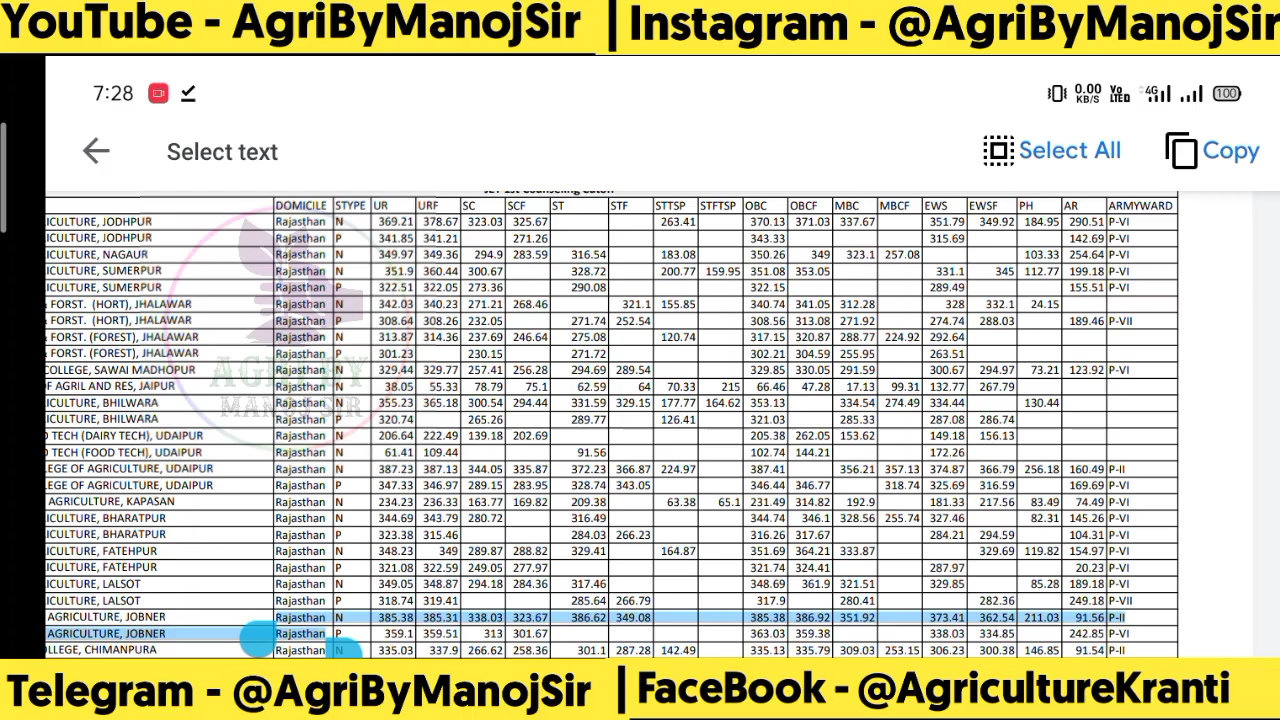 YouTube - AgriByManojSir | Instagram - @AgriByManojSir
7:28 0.00 KB/S Vo LTED 4G 100
Select text Select All Copy
JET 1st Counseling Cutoff
DOMICILE STYPE UR URF SC SCF ST STF STTSP STFTSP OBC OBCF MBC MBCF EWS EWSF PH AR ARMYWARD
ICULTURE, JODHPUR Rajasthan N 369.21 378.67 323.03 325.67 263.41 370.13 371.03 337.67 351.79 349.92 184.95 290.51 P-VI
ICULTURE, JODHPUR Rajasthan P 341.85 341.21 271.26 343.33 315.69 142.69 P-VI
ICULTURE, NAGAUR Rajasthan N 349.97 349.36 294.9 283.59 316.54 183.08 350.26 349 323.1 257.08 103.33 254.64 P-VI
ICULTURE, SUMERPUR Rajasthan N 351.9 360.44 300.67 328.72 200.77 159.95 351.08 353.05 331.1 345 112.77 199.18 P-VI
ICULTURE, SUMERPUR Rajasthan P 322.51 322.05 273.36 290.08 322.15 289.49 155.51 P-VI
& FORST. (HORT), JHALAWAR Rajasthan N 342.03 340.23 271.21 268.46 321.1 155.85 340.74 341.05 312.28 328 332.1 24.15
FORST. (HORT), JHALAWAR Rajasthan P 308.64 308.26 232.05 271.74 252.54 308.56 313.08 271.92 274.74 288.03 189.46 P-VII
FORST. (FOREST), JHALAWAR Rajasthan N 313.87 314.36 237.69 246.64 275.08 120.74 317.15 320.87 288.77 224.92 292.64
FORST. (FOREST), JHALAWAR Rajasthan P 301.23 230.15 271.72 302.21 304.59 255.95 263.51
COLLEGE, SAWAI MADHOPUR Rajasthan N 329.44 329.77 257.41 256.28 294.69 289.54 329.85 330.05 291.59 300.67 294.97 73.21 123.92 P-VI
OF AGRIL AND RES, JAIPUR Rajasthan N 38.05 55.33 78.79 75.1 62.59 64 70.33 215 66.46 47.28 17.13 99.31 132.77 267.79
ICULTURE, BHILWARA Rajasthan N 355.23 365.18 300.54 294.44 331.59 329.15 177.77 164.62 353.13 334.54 274.49 334.44 130.44
ICULTURE, BHILWARA Rajasthan P 320.74 265.26 289.77 126.41 321.03 285.33 287.08 286.74
D TECH (DAIRY TECH), UDAIPUR Rajasthan N 206.64 222.49 139.18 202.69 205.38 262.05 153.62 149.18 156.13
D TECH (FOOD TECH), UDAIPUR Rajasthan N 61.41 109.44 91.56 102.74 144.21 172.26
LEGE OF AGRICULTURE, UDAIPUR Rajasthan N 387.23 387.13 344.05 335.87 372.23 366.87 224.97 387.41 356.21 357.13 374.87 366.79 256.18 160.49 P-II
LEGE OF AGRICULTURE, UDAIPUR Rajasthan P 347.33 346.97 289.15 283.95 328.74 343.05 346.44 346.77 318.74 325.69 316.59 169.69 P-VI
AGRICULTURE, KAPASAN Rajasthan N 234.23 236.33 163.77 169.82 209.38 63.38 65.1 231.49 314.82 192.9 181.33 217.56 83.49 74.49 P-VI
ICULTURE, BHARATPUR Rajasthan N 344.69 343.79 280.72 316.49 344.74 346.1 328.56 255.74 327.46 82.31 145.26 P-VI
ICULTURE, BHARATPUR Rajasthan P 323.38 315.46 284.03 266.23 316.26 317.67 284.21 294.59 104.31 P-VI
ICULTURE, FATEHPUR Rajasthan N 348.23 349 289.87 288.82 329.41 164.87 351.69 364.21 333.87 329.69 119.82 154.97 P-VI
ICULTURE, FATEHPUR Rajasthan P 321.08 322.59 249.05 277.97 321.74 324.41 287.97 20.23 P-VI
ICULTURE, LALSOT Rajasthan N 349.05 348.87 294.18 284.36 317.46 348.69 361.9 321.51 329.85 85.28 189.18 P-VI
ICULTURE, LALSOT Rajasthan P 318.74 319.41 285.64 266.79 317.9 280.41 282.36 249.18 P-VII
AGRICULTURE, JOBNER Rajasthan N 385.38 385.31 338.03 323.67 386.62 349.08 385.38 386.92 351.92 373.41 362.54 211.03 91.56 P-II
AGRICULTURE, JOBNER Rajasthan P 359.1 359.51 313 301.67 363.03 359.38 338.03 334.85 242.85 P-VI
LLEGE, CHIMANPURA Rajasthan N 335.03 337.9 266.62 258.36 301.1 287.28 142.49 335.13 335.79 309.03 253.15 306.23 300.38 146.85 91.54 P-II
AGRI BY
MANOJ SIR
Telegram - @AgriByManojSir | FaceBook - @AgricultureKranti